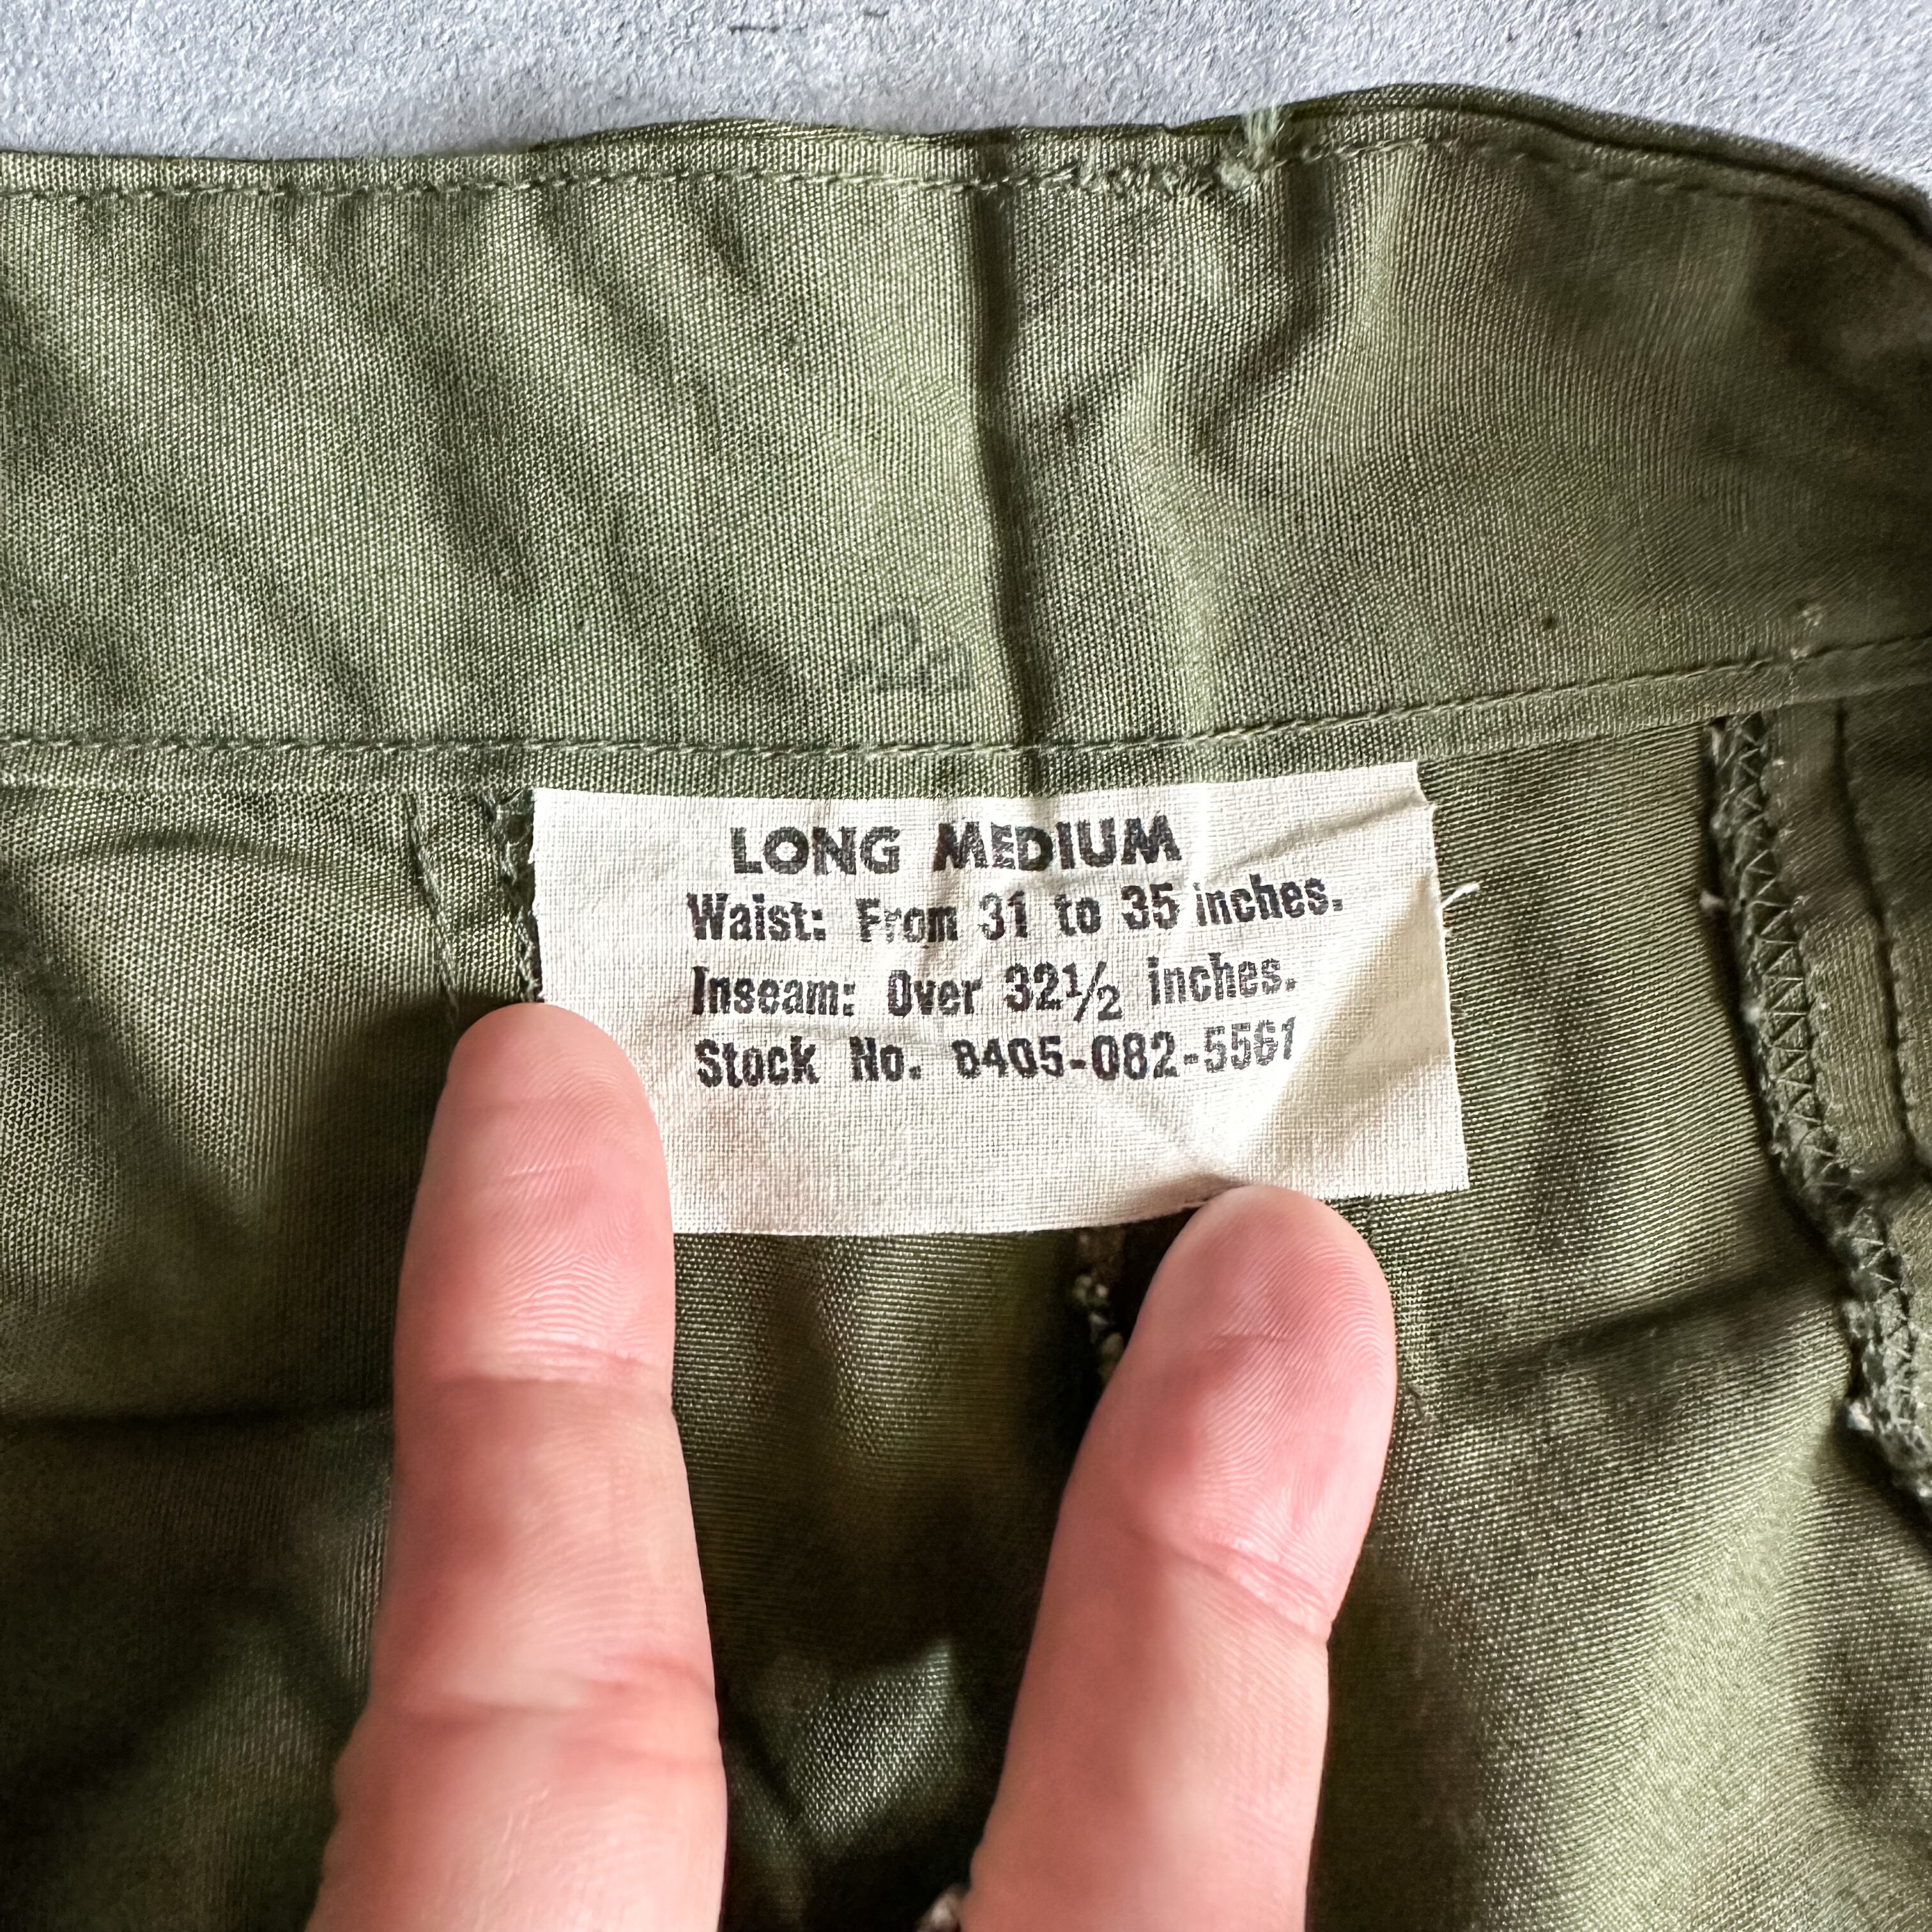 LONG MEDIUM
Waist: From 31 to 35 inches.
Inseam: Over 32½ inches.
Stock No. 8405-082-5561